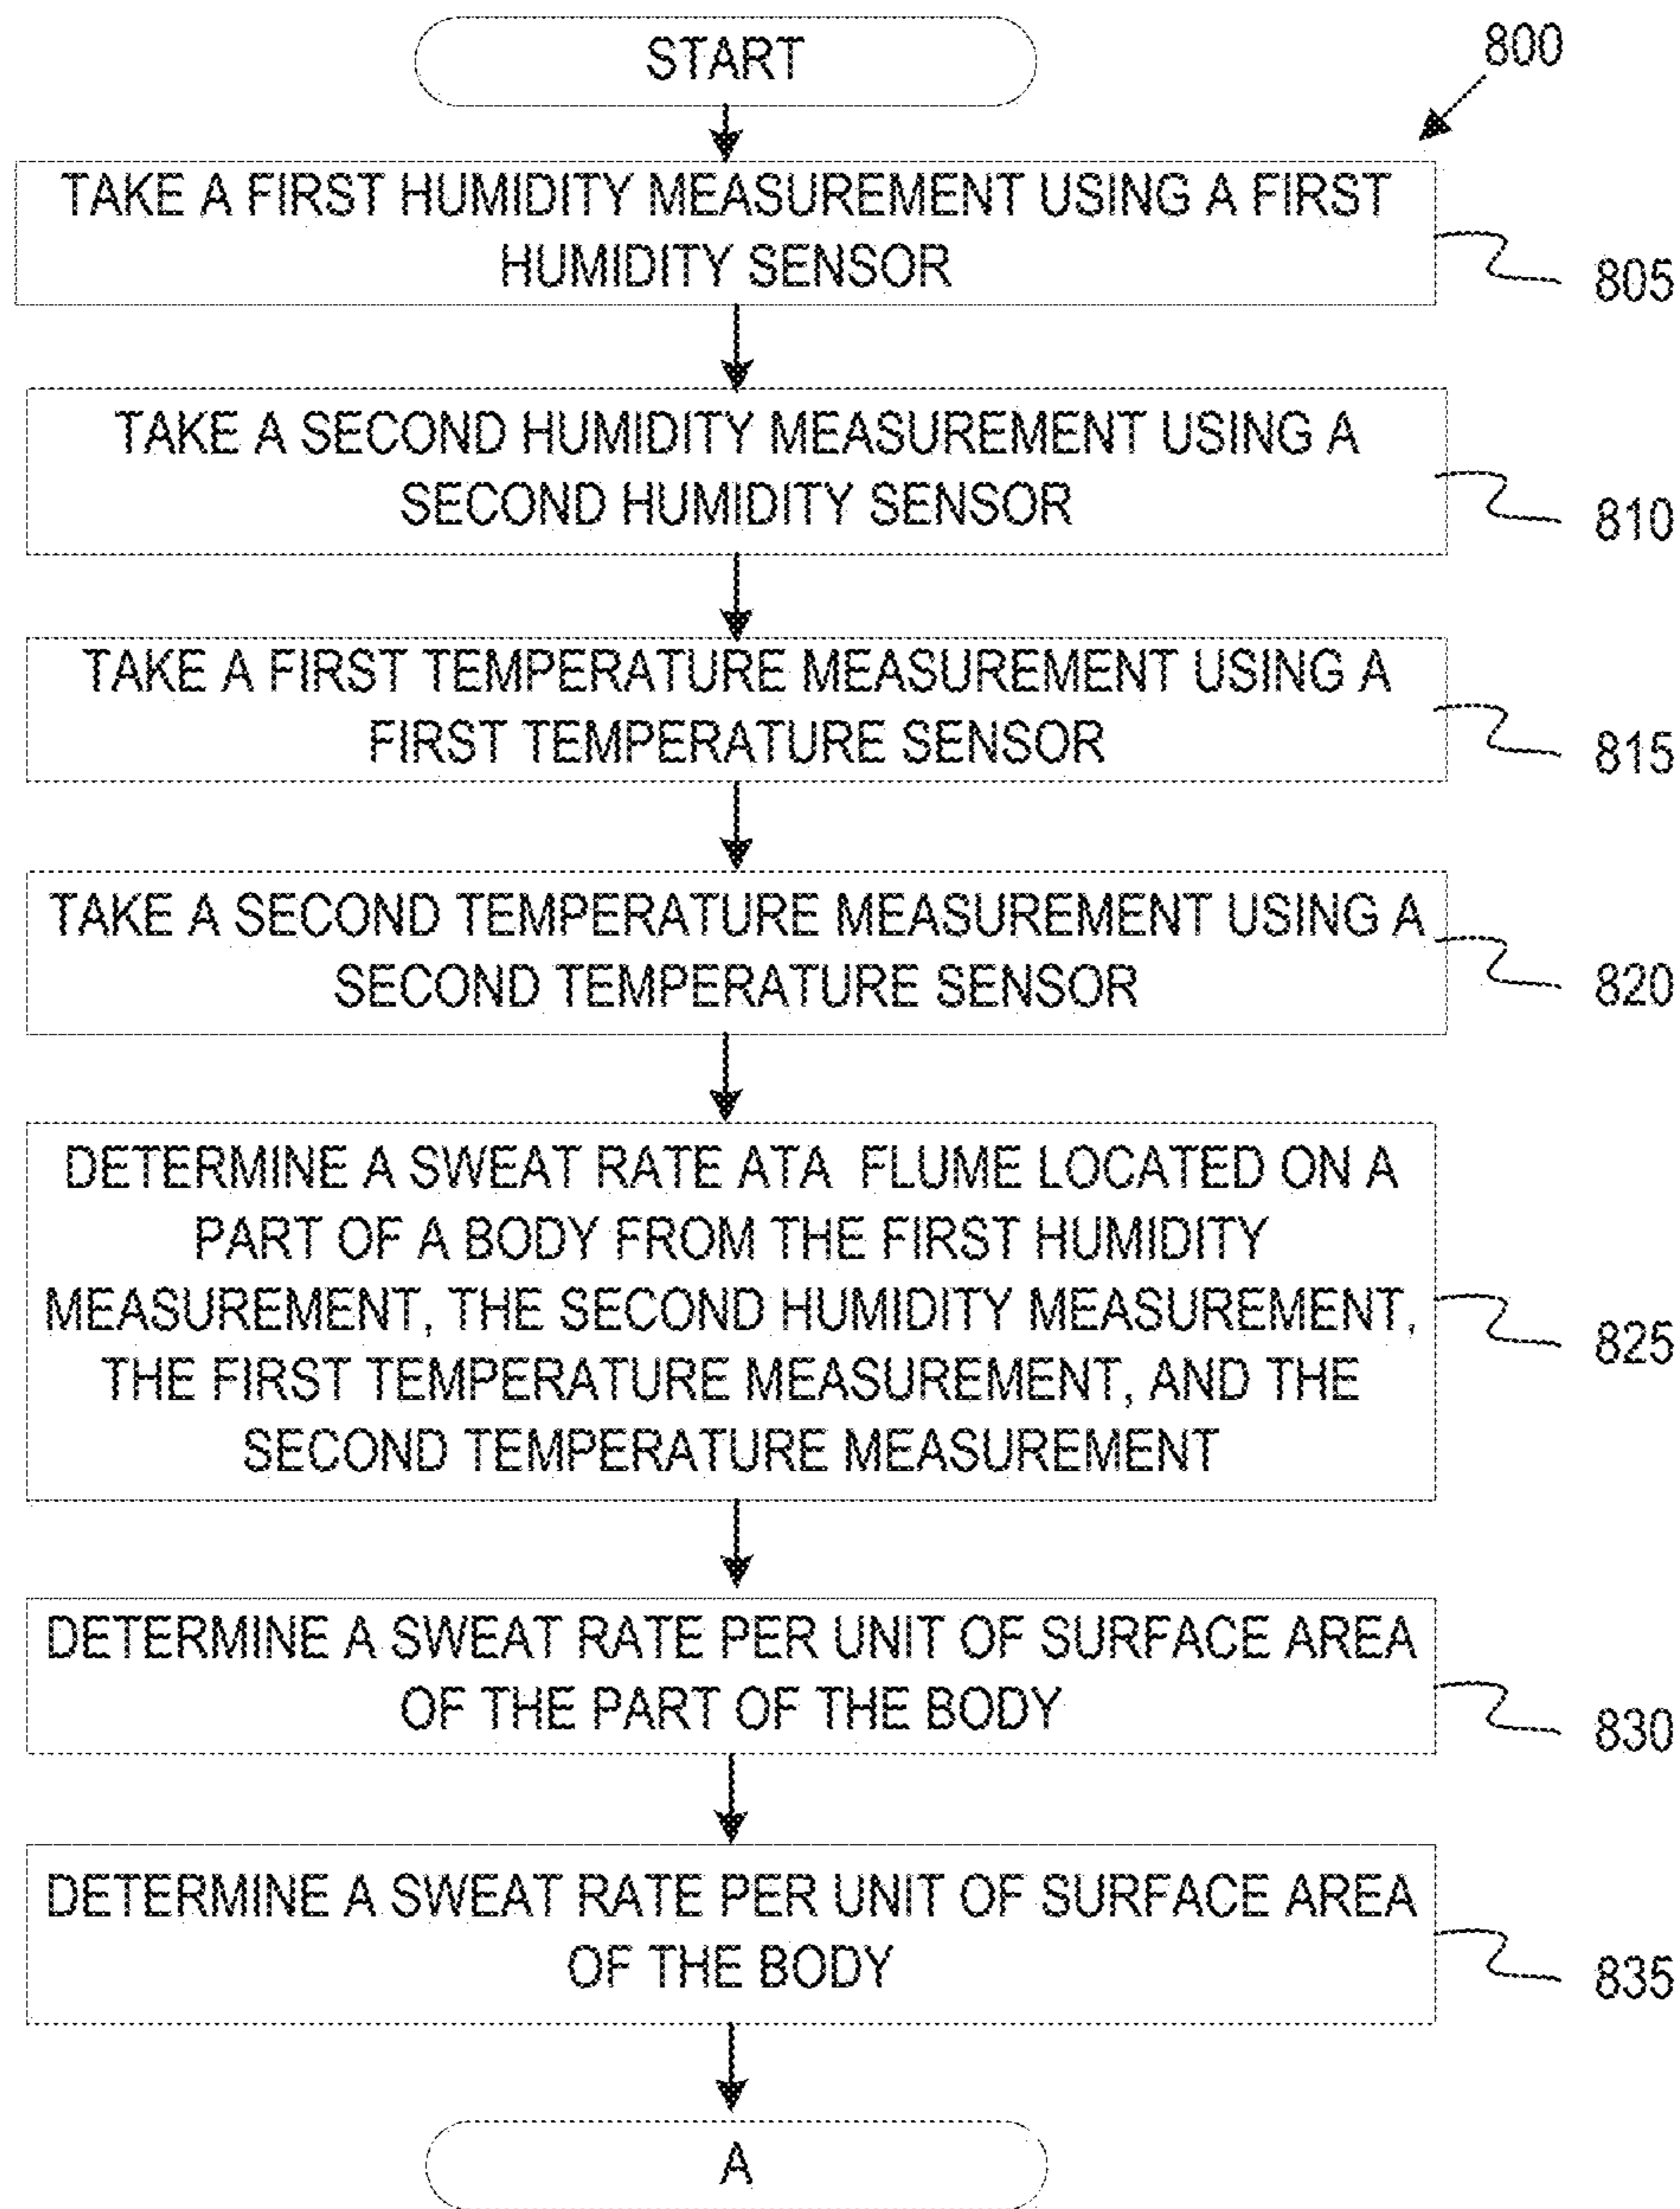 START
800
TAKE A FIRST HUMIDITY MEASUREMENT USING A FIRST
HUMIDITY SENSOR
805
TAKE A SECOND HUMIDITY MEASUREMENT USING A
SECOND HUMIDITY SENSOR
810
TAKE A FIRST TEMPERATURE MEASUREMENT USING A
FIRST TEMPERATURE SENSOR
815
TAKE A SECOND TEMPERATURE MEASUREMENT USING A
SECOND TEMPERATURE SENSOR
820
DETERMINE A SWEAT RATE ATA FLUME LOCATED ON A
PART OF A BODY FROM THE FIRST HUMIDITY
MEASUREMENT, THE SECOND HUMIDITY MEASUREMENT,
THE FIRST TEMPERATURE MEASUREMENT, AND THE
SECOND TEMPERATURE MEASUREMENT
825
DETERMINE A SWEAT RATE PER UNIT OF SURFACE AREA
OF THE PART OF THE BODY
830
DETERMINE A SWEAT RATE PER UNIT OF SURFACE AREA
OF THE BODY
835
A